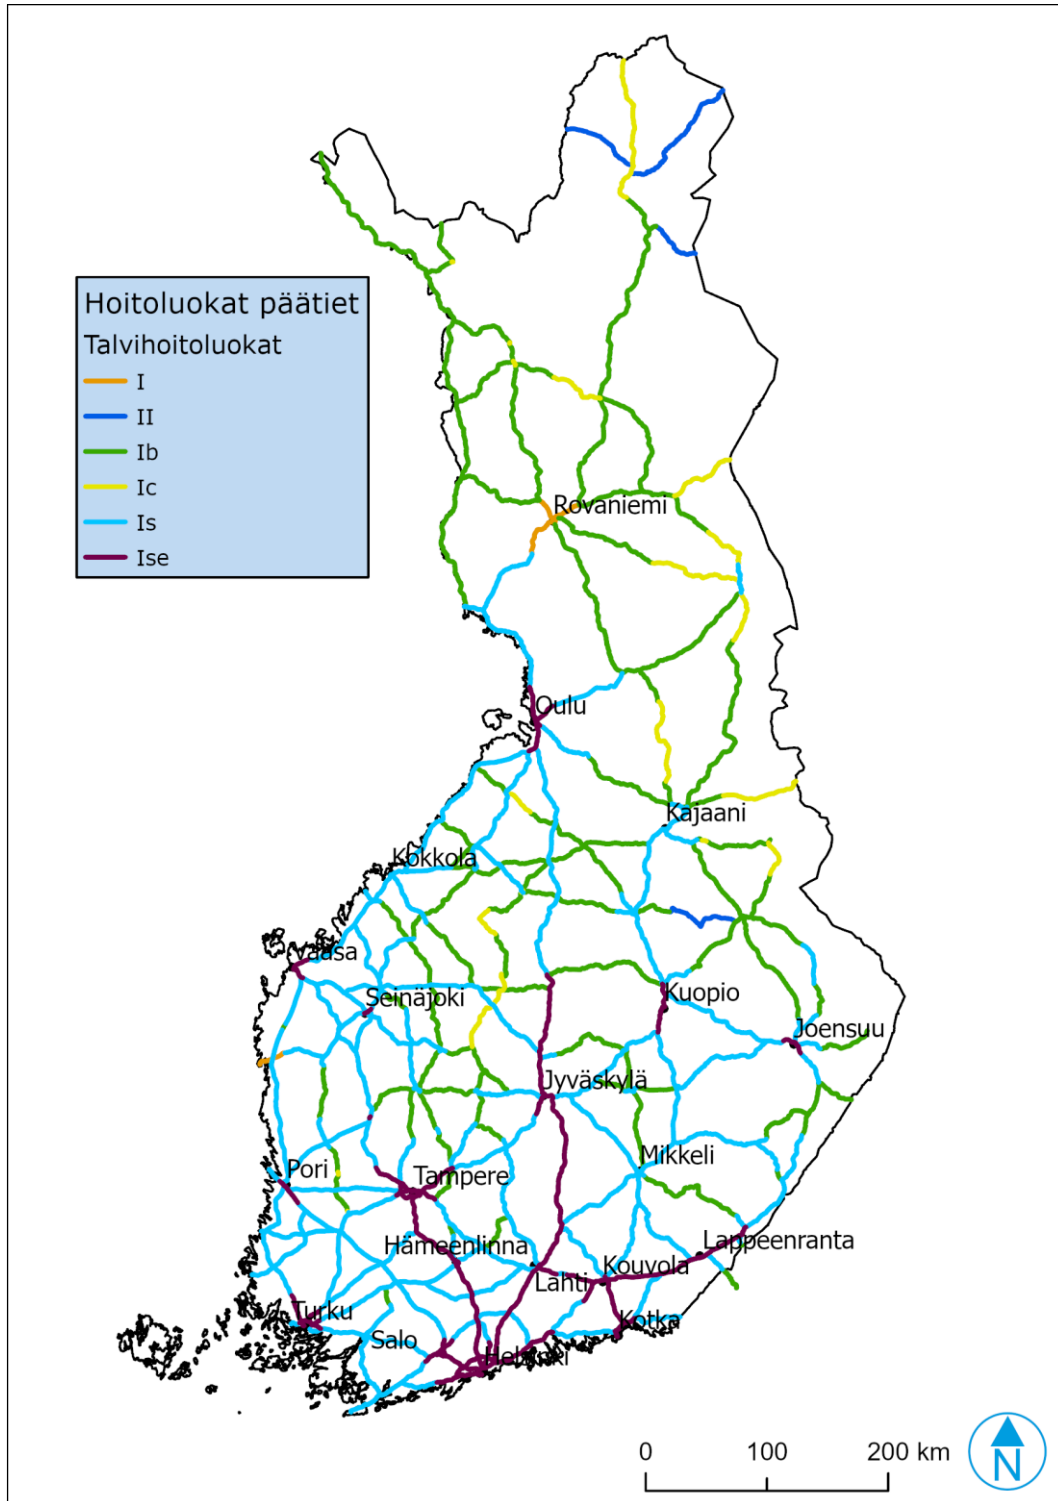 Hoitoluokat päätiet
Talvihoitoluokat
I
II
Ib
Ic
Is
Ise
Rovaniemi
Oulu
Kajaani
Kokkola
Vaasa
Seinäjoki
Kuopio
Joensuu
Jyväskylä
Mikkeli
Pori
Tampere
Hämeenlinna
Lappeenranta
Kouvola
Lahti
Turku
Kotka
Salo
Helsinki
0 100 200 km
N